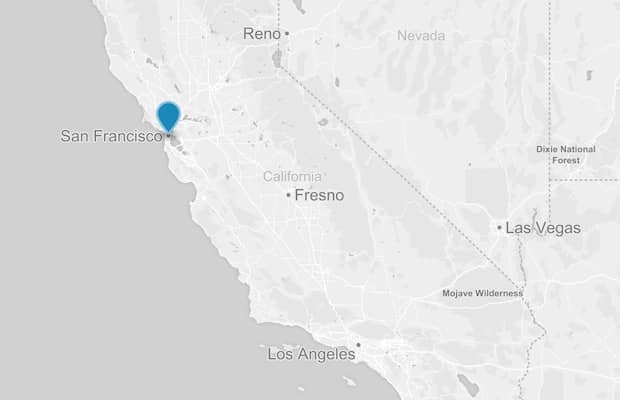 Reno
Nevada
San Francisco
Dixie National
Forest
California
Fresno
Las Vegas
Mojave Wilderness
Los Angeles